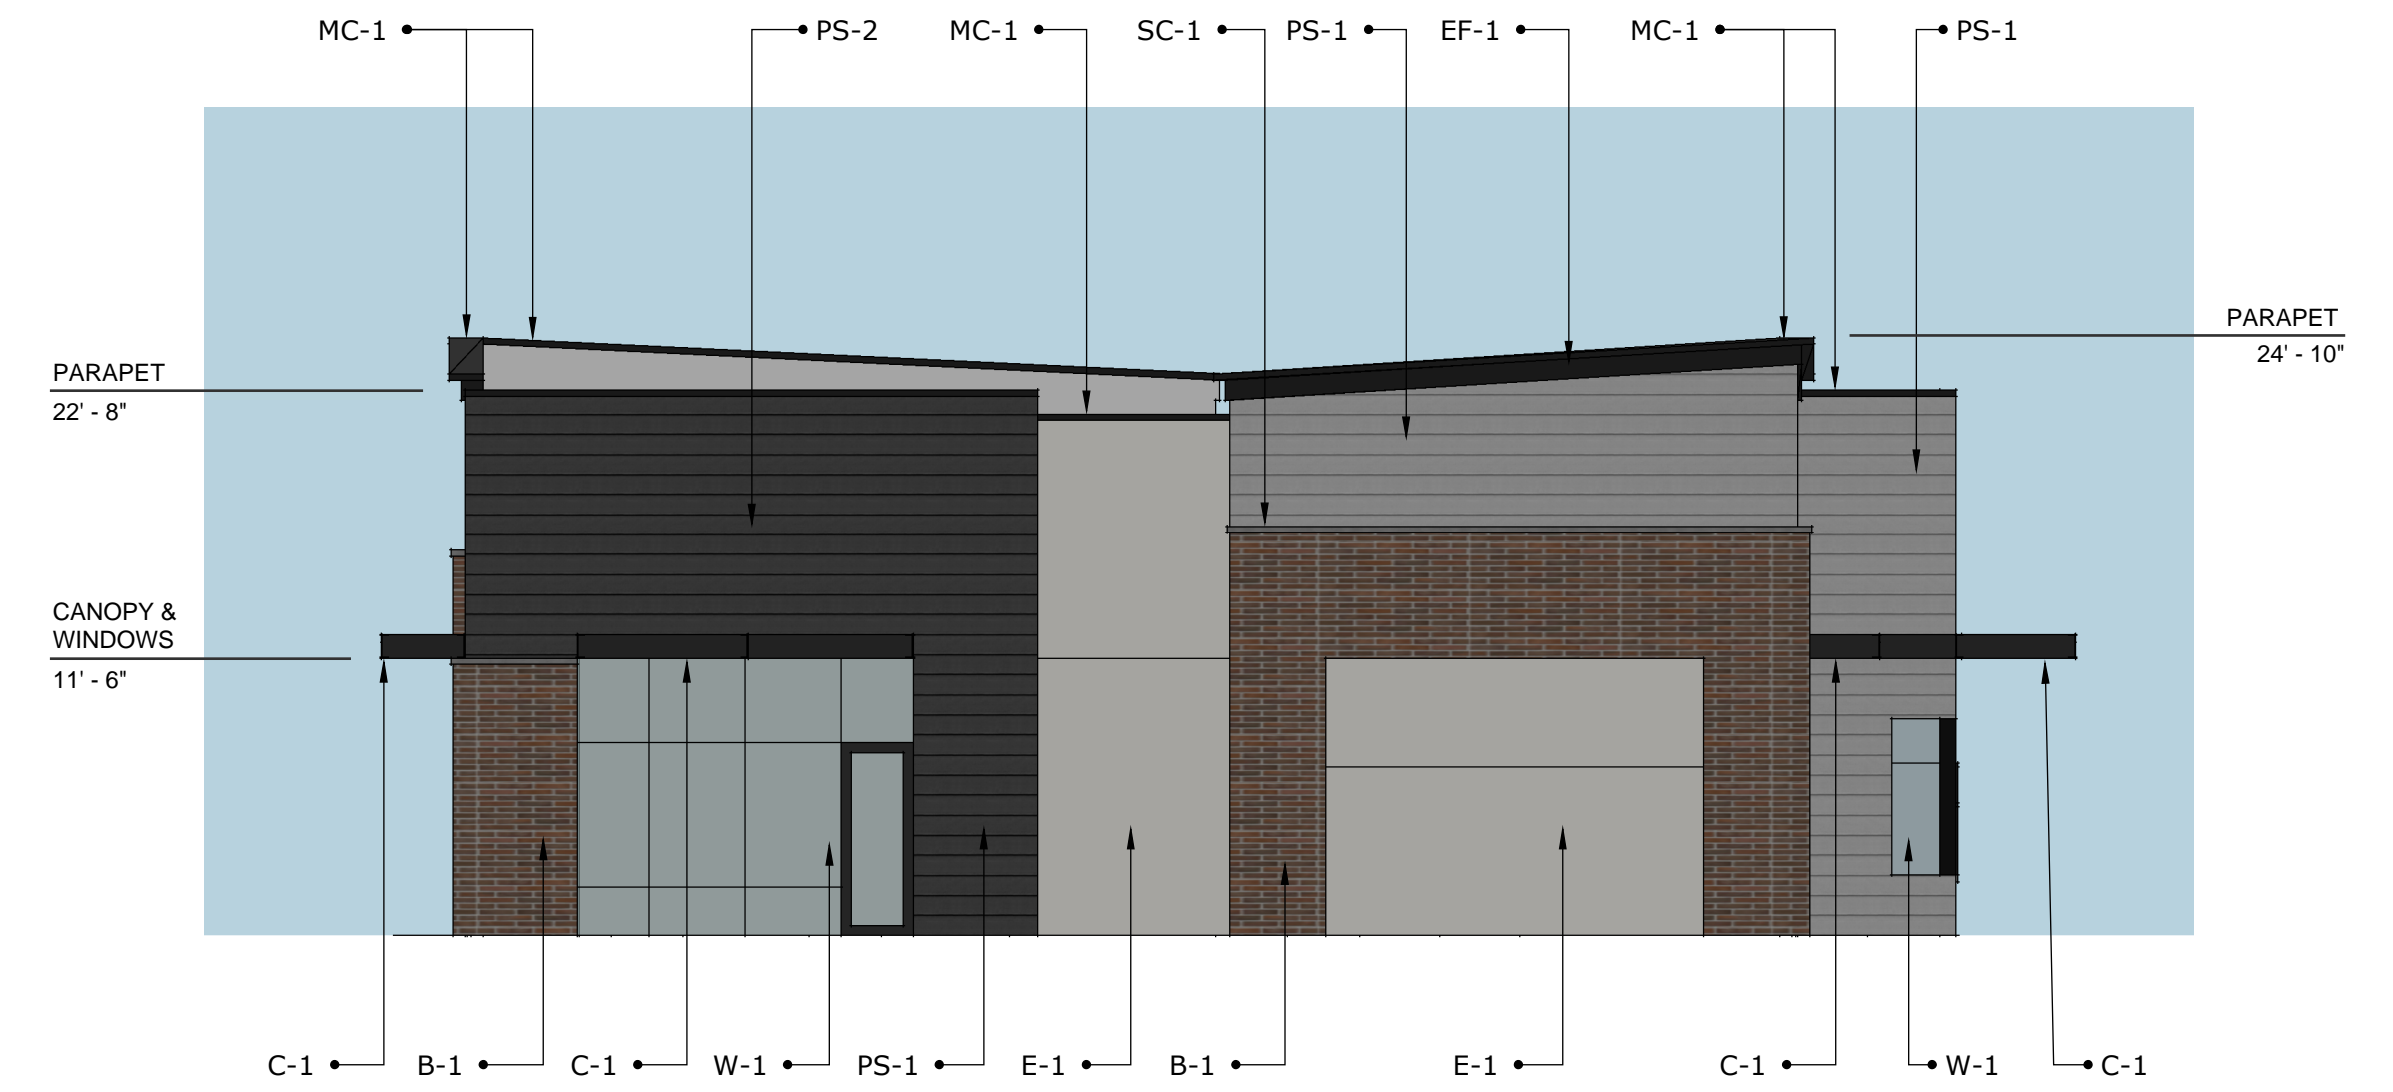 MC-1
PS-2
MC-1
SC-1
PS-1
EF-1
MC-1
PS-1
PARAPET
24' - 10"
PARAPET
22' - 8"
CANOPY &
WINDOWS
11' - 6"
C-1
B-1
C-1
W-1
PS-1
E-1
B-1
E-1
C-1
W-1
C-1